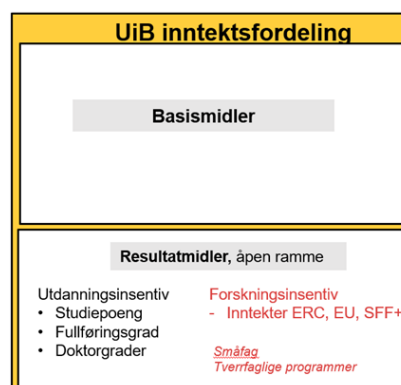 UiB inntektsfordeling
Basismidler
Resultatmidler, åpen ramme
Utdanningsinsentiv
• Studiepoeng
• Fullføringsgrad
• Doktorgrader
Forskningsinsentiv
- Inntekter ERC, EU, SFF+
Småfag
Tverrfaglige programmer